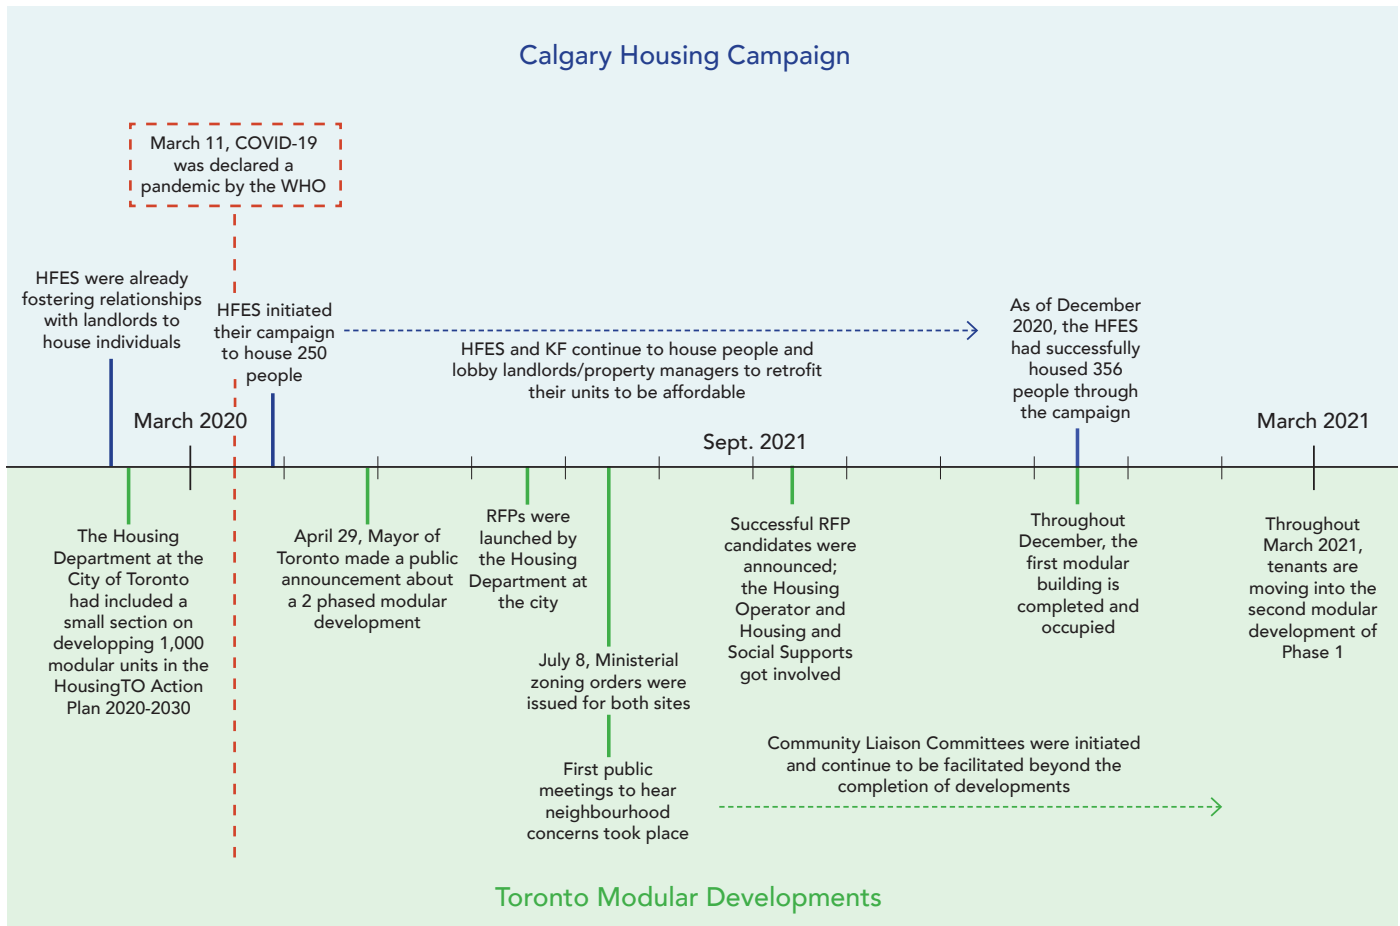 Calgary Housing Campaign
March 11, COVID-19
was declared a
pandemic by the WHO
HFES were already
fostering relationships
with landlords to
house individuals
HFES initiated
their campaign
to house 250
people
HFES and KF continue to house people and
lobby landlords/property managers to retrofit
their units to be affordable
As of December
2020, the HFES
had successfully
housed 356
people through
the campaign
March 2020
Sept. 2021
March 2021
The Housing
Department at the
City of Toronto
had included a
small section on
developping 1,000
modular units in the
HousingTO Action
Plan 2020-2030
April 29, Mayor of
Toronto made a public
announcement about
a 2 phased modular
development
RFPs were
launched by
the Housing
Department at
the city
July 8, Ministerial
zoning orders were
issued for both sites
First public
meetings to hear
neighbourhood
concerns took place
Successful RFP
candidates were
announced;
the Housing
Operator and
Housing and
Social Supports
got involved
Community Liaison Committees were initiated
and continue to be facilitated beyond the
completion of developments
Throughout
December, the
first modular
building is
completed and
occupied
Throughout
March 2021,
tenants are
moving into the
second modular
development of
Phase 1
Toronto Modular Developments